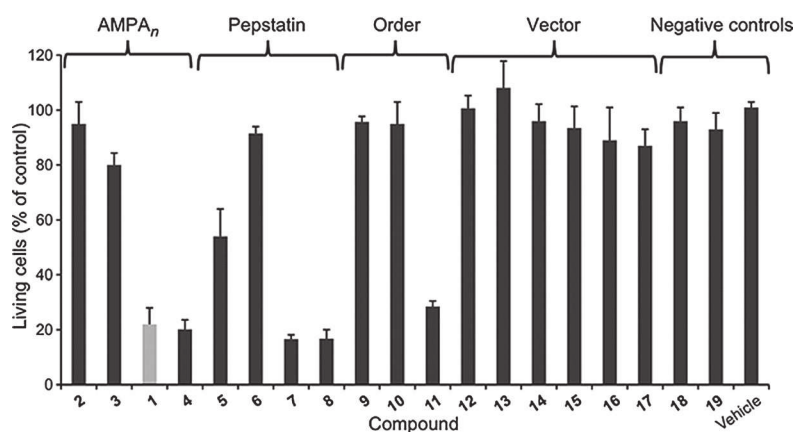 AMPAn Pepstatin Order Vector Negative controls
Living cells (% of control)
120
100
80
60
40
20
0
2 3 1 4 5 6 7 8 9 10 11 12 13 14 15 16 17 18 19 Vehicle
Compound